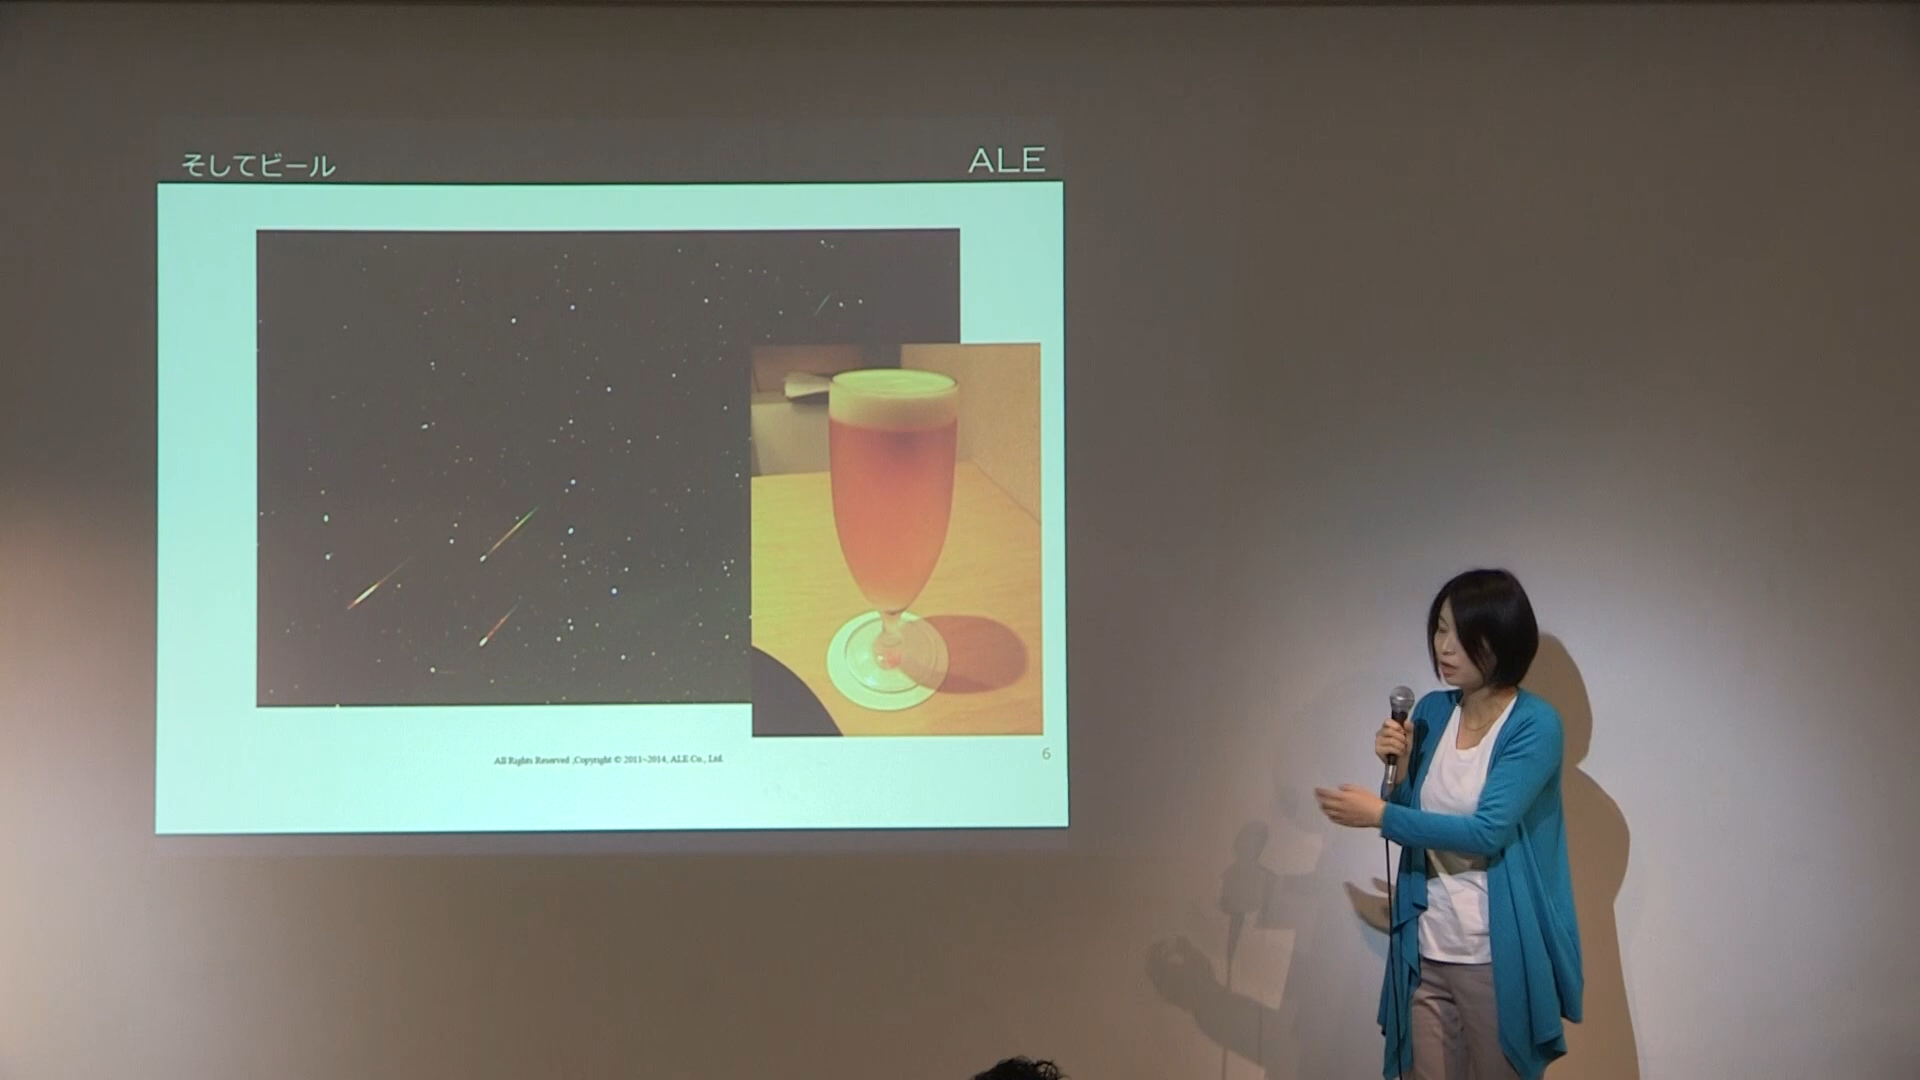 そしてビール
ALE
All Rights Reserved ,Copyright © 2011~2014, ALE Co., Ltd.
6